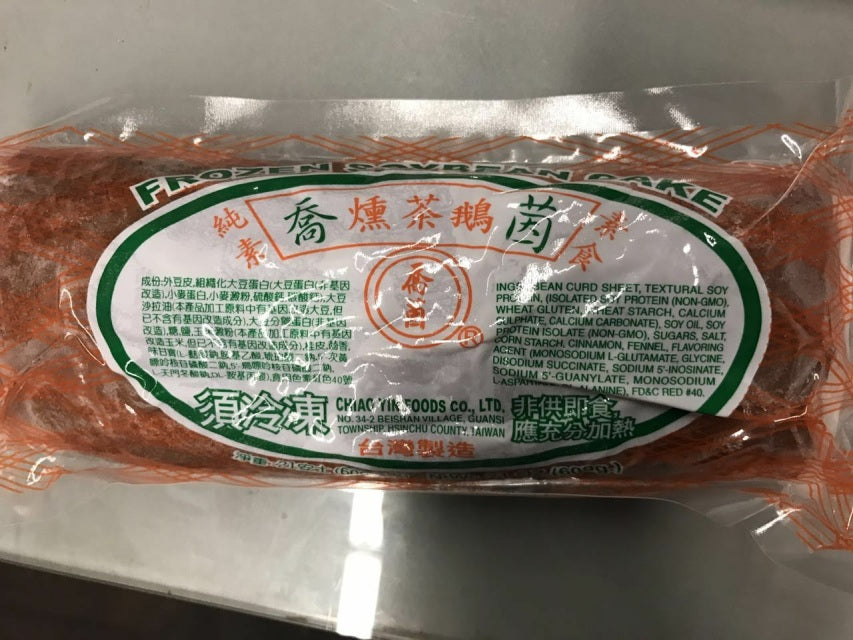 FROZEN SOYBEAN CAKE
純素 喬 燻茶鵝 茵 素食
成份:外豆皮,組織化大豆蛋白(大豆蛋白(非基因
改造),小麥蛋白,小麥澱粉,硫酸鈣,碳酸鈣),大豆
沙拉油(本產品加工原料中有基因改造大豆,但
已不含有基因改造成分),大豆分離蛋白(非基因
改造),糖,鹽,玉米澱粉(本產品加工原料中有基因
改造玉米,但已不含有基因改造成分),桂皮,茴香,
喬茵
®
ING: BEAN CURD SHEET, TEXTURAL SOY
PROTEIN, (ISOLATED SOY PROTEIN (NON-GMO),
WHEAT GLUTEN, WHEAT STARCH, CALCIUM
SULPHATE, CALCIUM CARBONATE), SOY OIL, SOY
PROTEIN ISOLATE (NON-GMO), SUGARS, SALT,
CORN STARCH, CINNAMON, FENNEL, FLAVORING
AGENT (MONOSODIUM L-GLUTAMATE, GLYCINE,
DISODIUM SUCCINATE, SODIUM 5'-INOSINATE,
SODIUM 5'-GUANYLATE, MONOSODIUM
ALANINE), FD&C RED #40.
須冷凍
CHIAO YIN FOODS CO., LTD.
NO. 34-2 BEISHAN VILLAGE, GUANSI
TOWNSHIP, HSINCHU COUNTY, TAIWAN
非供即食
應充分加熱
台灣製造